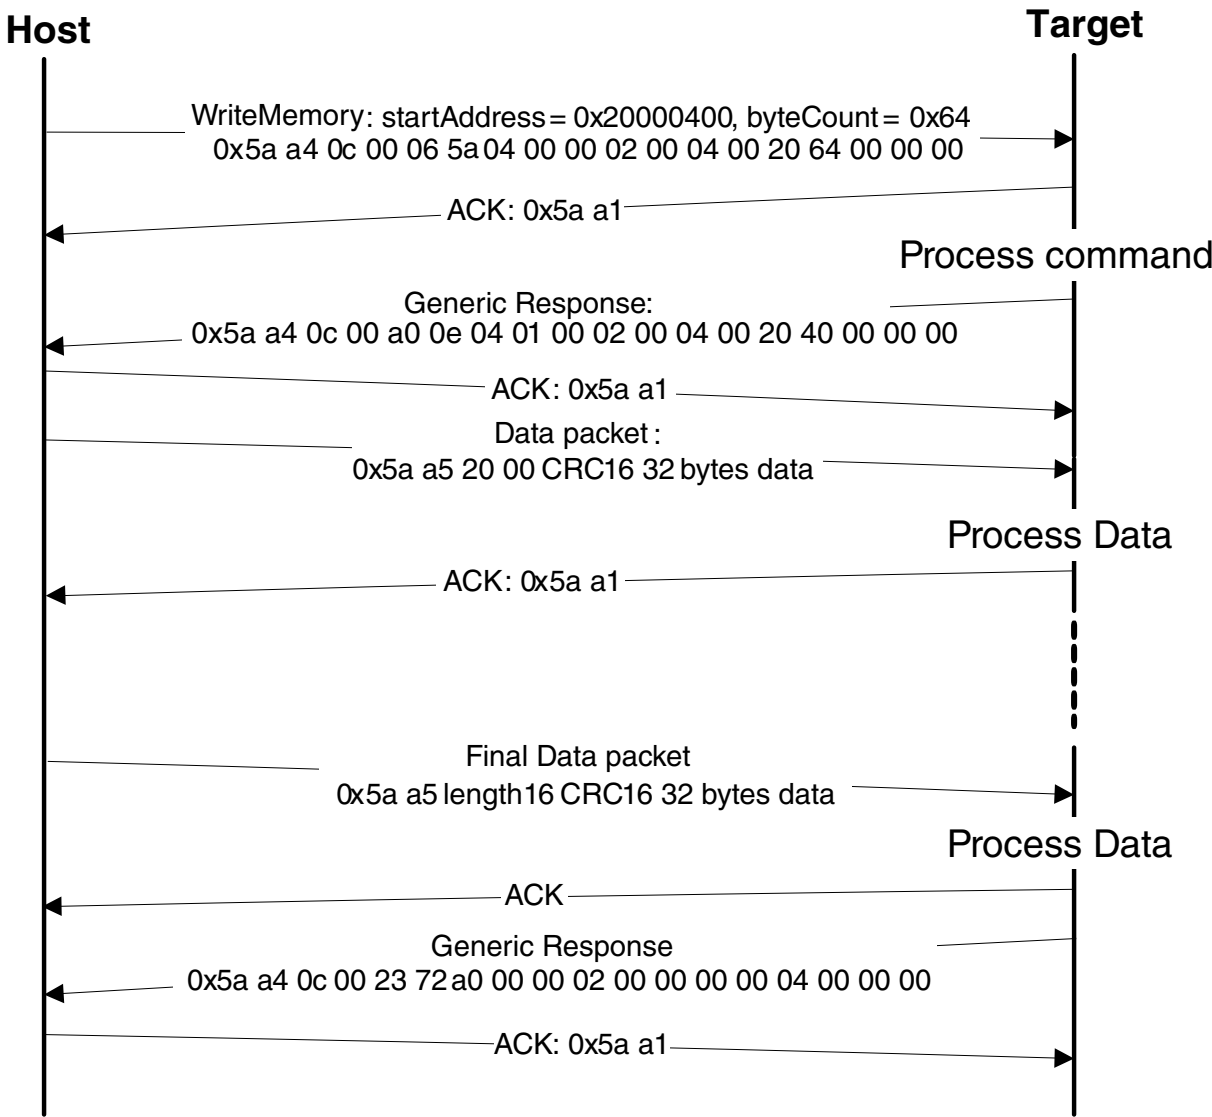 Host
Target
WriteMemory: startAddress = 0x20000400, byteCount = 0x64
0x5a a4 0c 00 06 5a 04 00 00 02 00 04 00 20 64 00 00 00
ACK: 0x5a a1
Process command
Generic Response:
0x5a a4 0c 00 a0 0e 04 01 00 02 00 04 00 20 40 00 00 00
ACK: 0x5a a1
Data packet :
0x5a a5 20 00 CRC16 32 bytes data
Process Data
ACK: 0x5a a1
Final Data packet
0x5a a5 length16 CRC16 32 bytes data
Process Data
ACK
Generic Response
0x5a a4 0c 00 23 72 a0 00 00 02 00 00 00 00 04 00 00 00
ACK: 0x5a a1